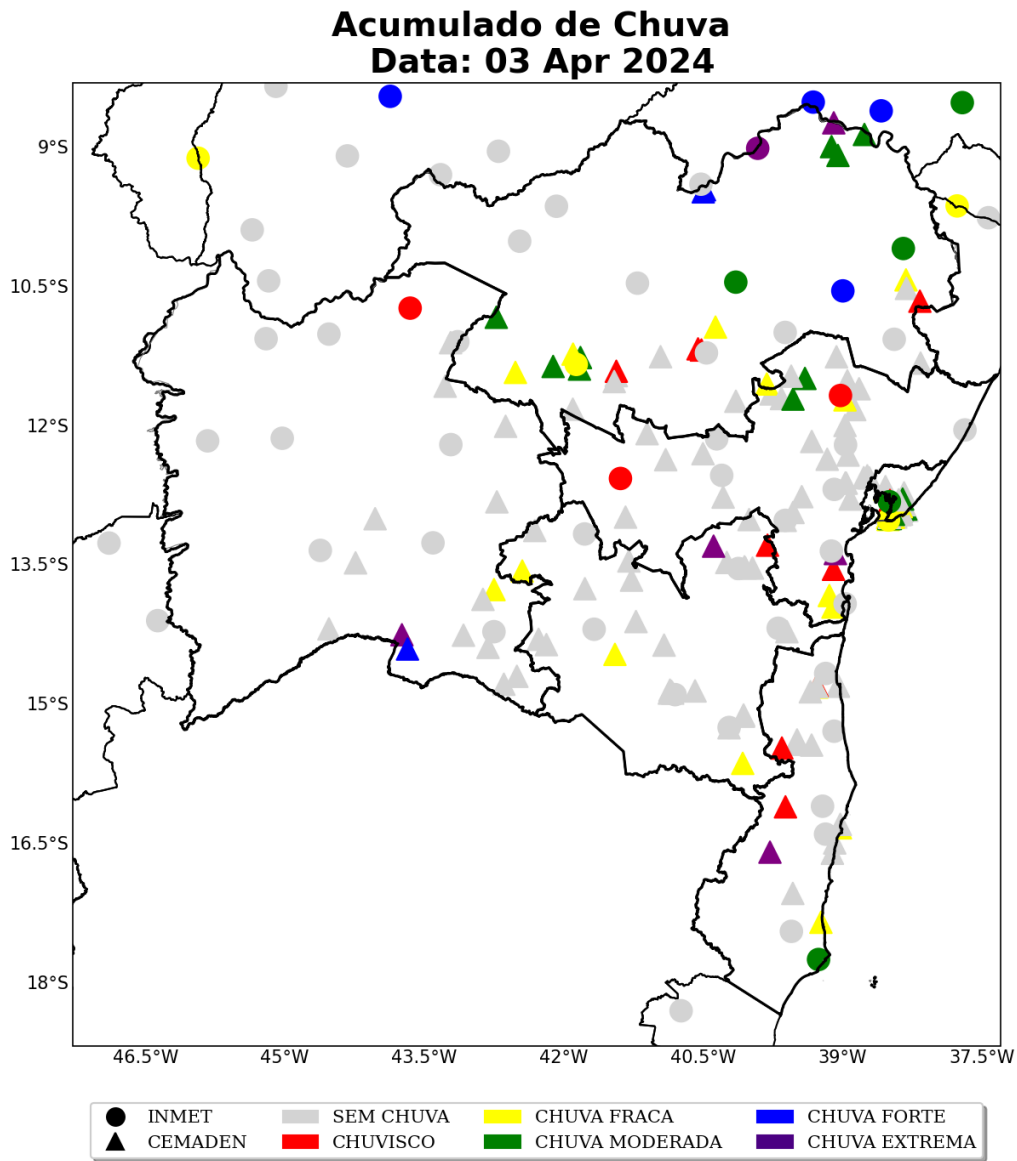 Acumulado de Chuva
Data: 03 Apr 2024
9°S
10.5°S
12°S
13.5°S
15°S
16.5°S
18°S
46.5°W 45°W 43.5°W 42°W 40.5°W 39°W 37.5°W
INMET SEM CHUVA CHUVA FRACA CHUVA FORTE
CEMADEN CHUVISCO CHUVA MODERADA CHUVA EXTREMA